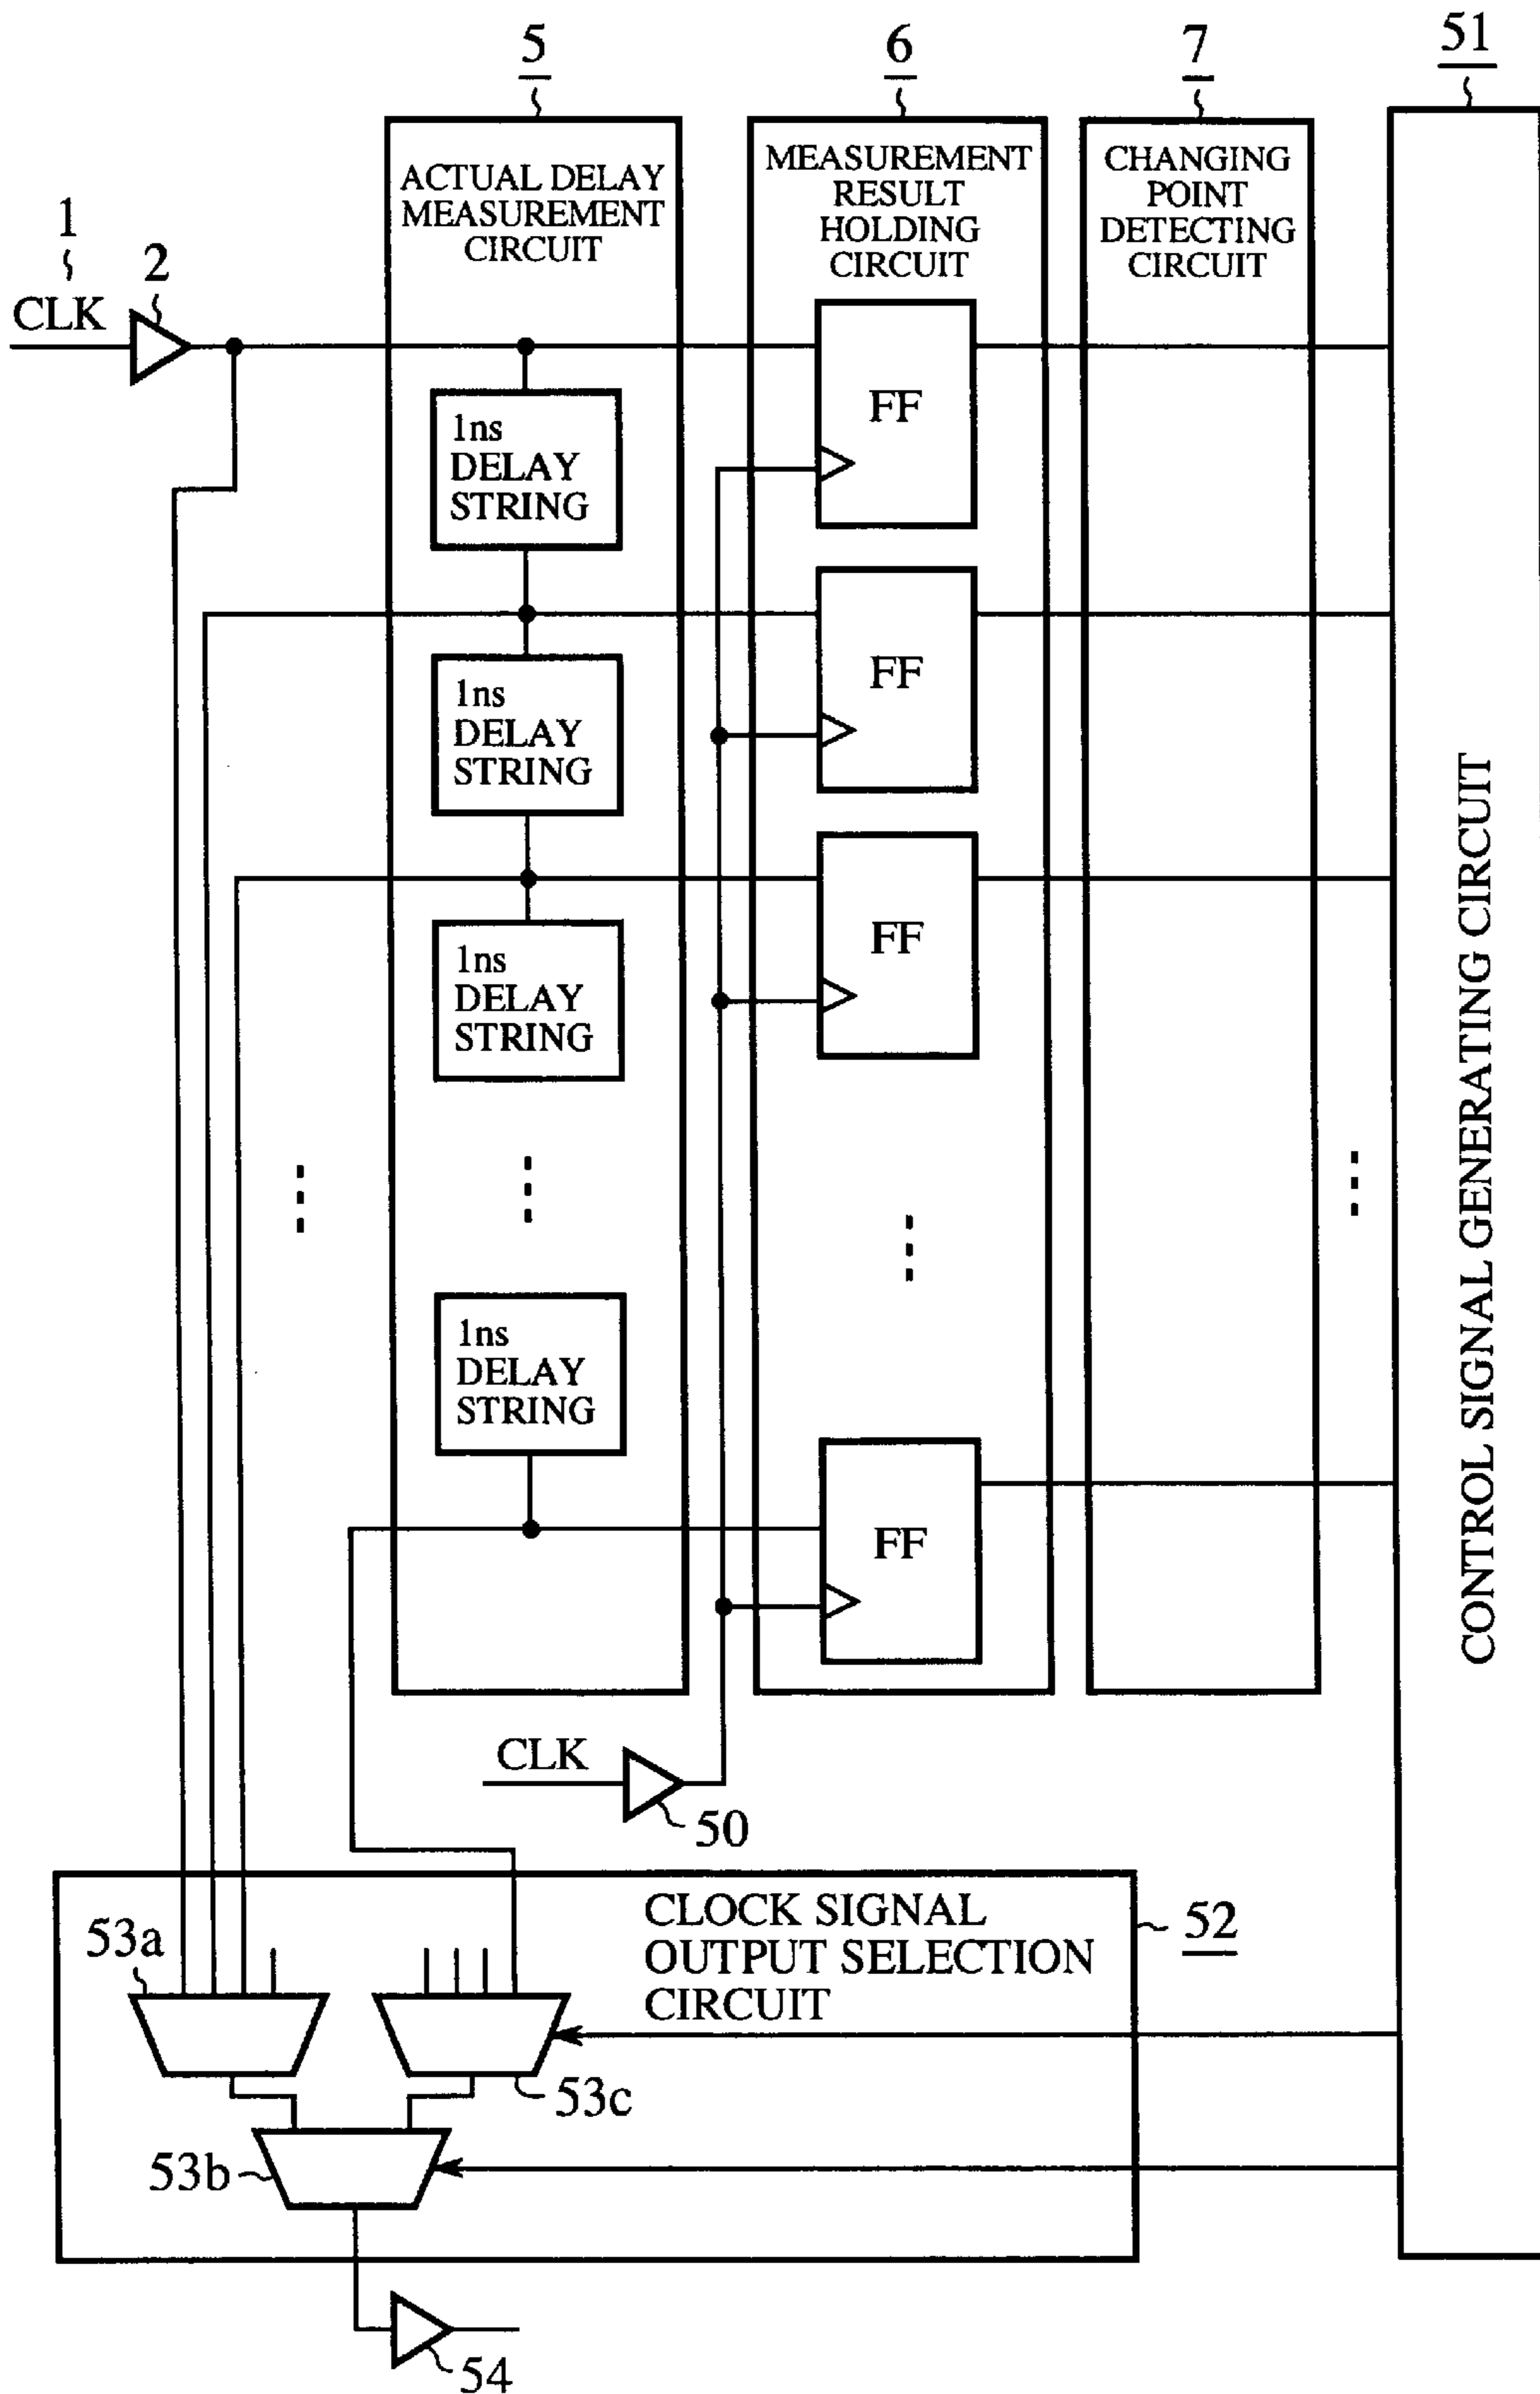 5
6
7
51
ACTUAL DELAY
MEASUREMENT
CIRCUIT
MEASUREMENT
RESULT
HOLDING
CIRCUIT
CHANGING
POINT
DETECTING
CIRCUIT
1
2
CLK
1ns
DELAY
STRING
FF
1ns
DELAY
STRING
FF
1ns
DELAY
STRING
FF
1ns
DELAY
STRING
FF
CONTROL SIGNAL GENERATING CIRCUIT
CLK
50
CLOCK SIGNAL
OUTPUT SELECTION
CIRCUIT
52
53a
53c
53b
54